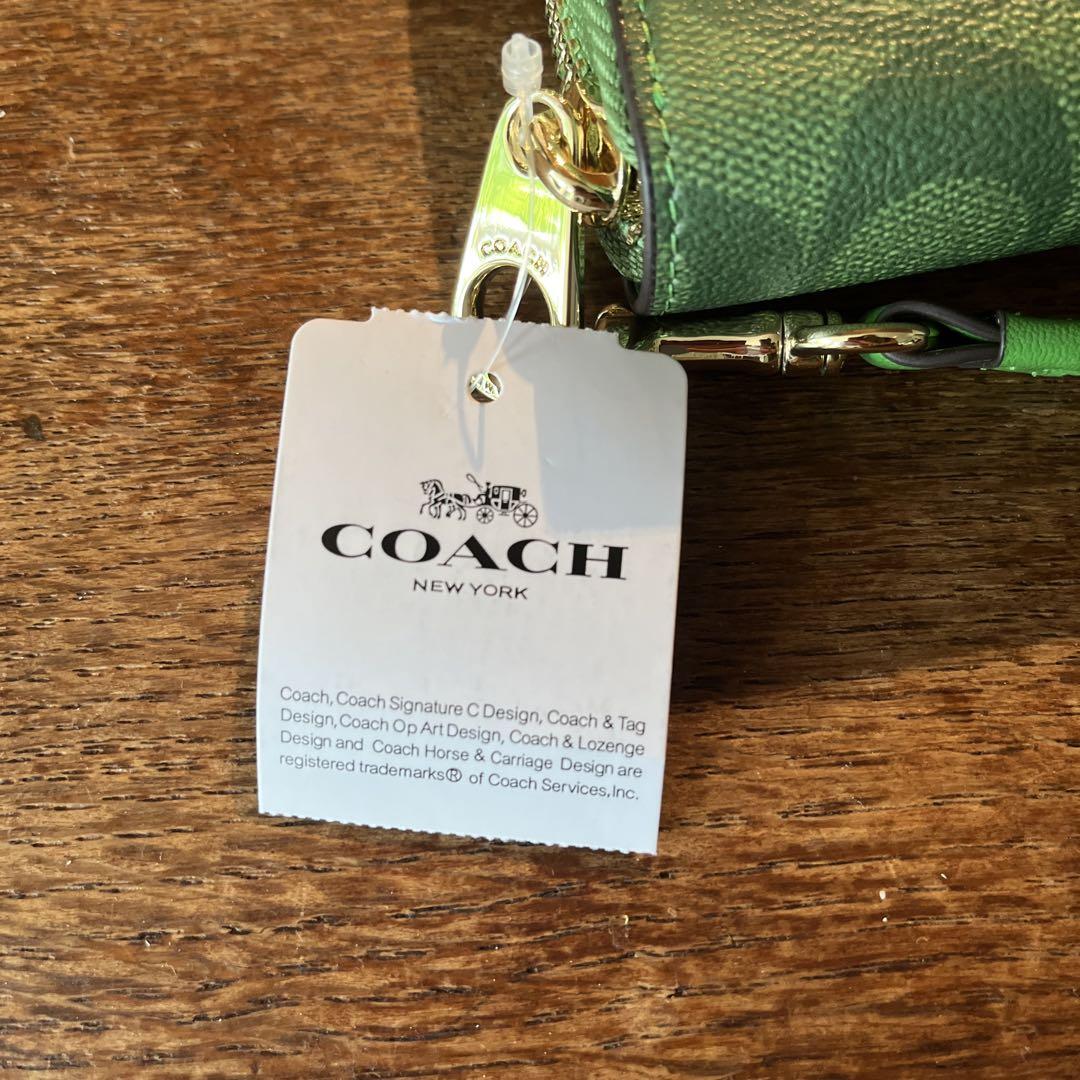 COACH
COACH
NEW YORK
Coach, Coach Signature C Design, Coach & Tag
Design, Coach Op Art Design, Coach & Lozenge
Design and Coach Horse & Carriage Design are
registered trademarks® of Coach Services, Inc.